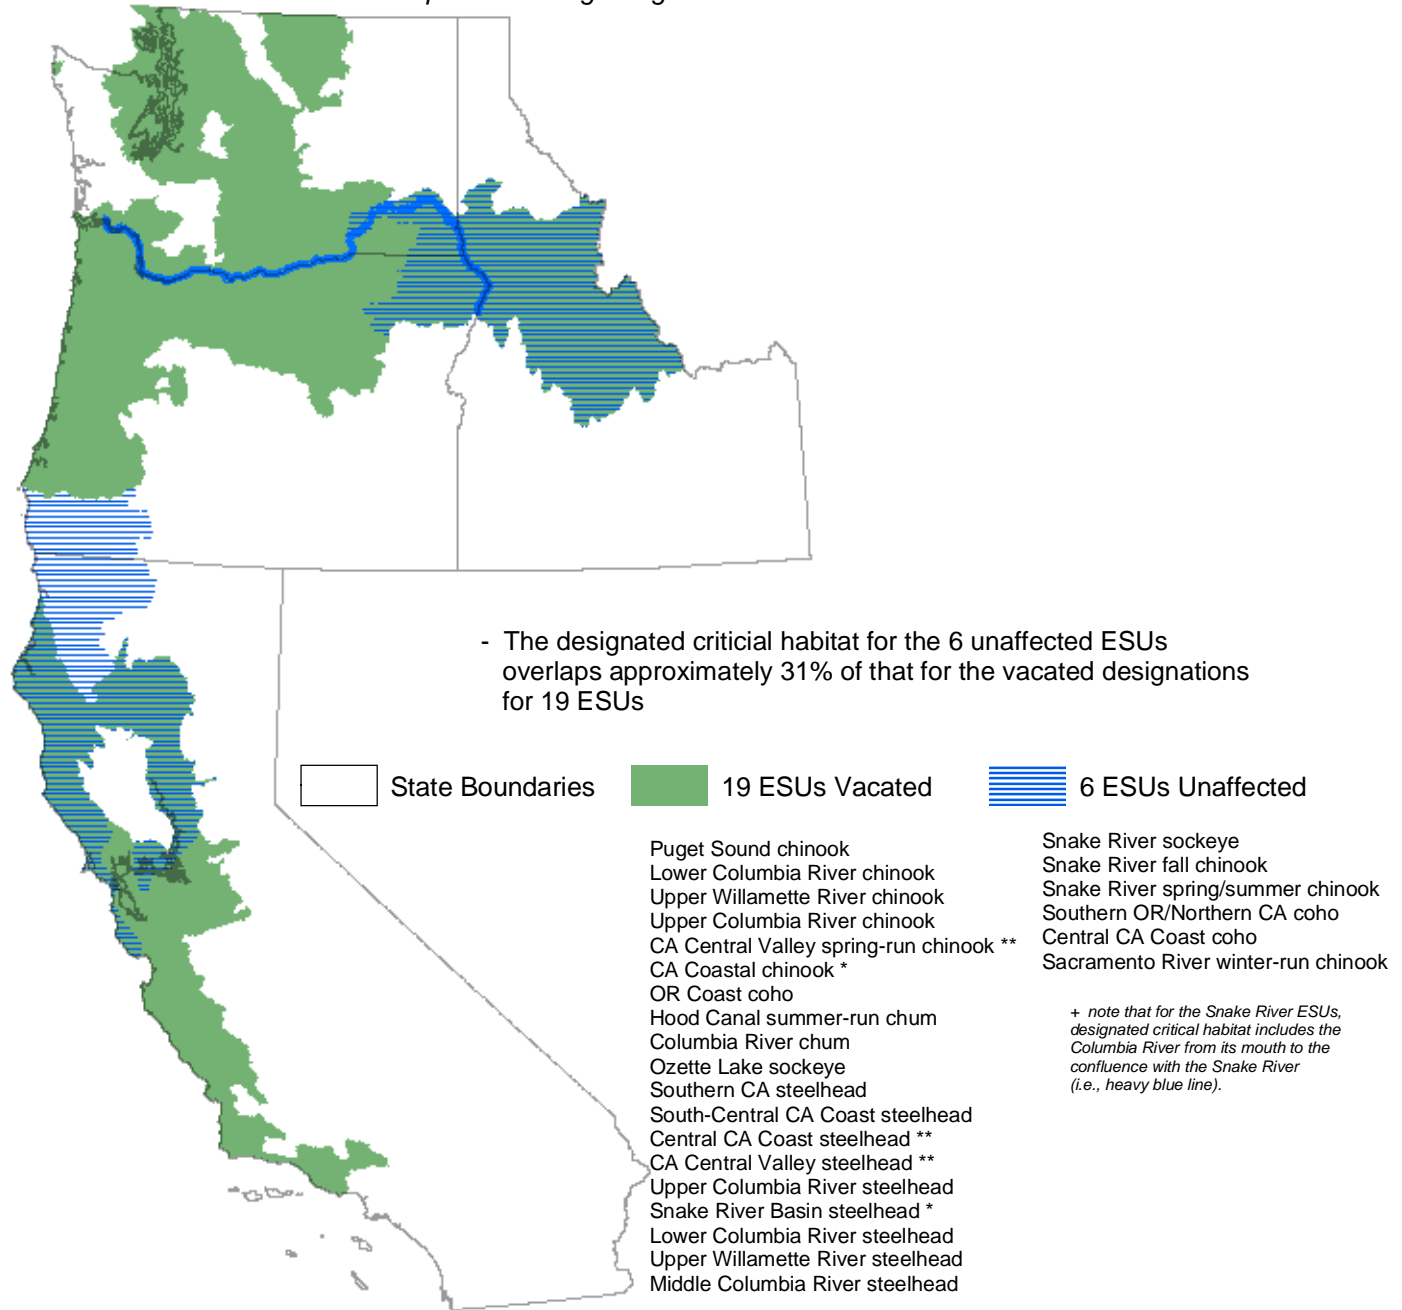 - The designated criticial habitat for the 6 unaffected ESUs
overlaps approximately 31% of that for the vacated designations
for 19 ESUs
State Boundaries
19 ESUs Vacated
6 ESUs Unaffected
Puget Sound chinook
Lower Columbia River chinook
Upper Willamette River chinook
Upper Columbia River chinook
CA Central Valley spring-run chinook **
CA Coastal chinook *
OR Coast coho
Hood Canal summer-run chum
Columbia River chum
Ozette Lake sockeye
Southern CA steelhead
South-Central CA Coast steelhead
Central CA Coast steelhead **
CA Central Valley steelhead **
Upper Columbia River steelhead
Snake River Basin steelhead *
Lower Columbia River steelhead
Upper Willamette River steelhead
Middle Columbia River steelhead
Snake River sockeye
Snake River fall chinook
Snake River spring/summer chinook
Southern OR/Northern CA coho
Central CA Coast coho
Sacramento River winter-run chinook
+ note that for the Snake River ESUs,
designated critical habitat includes the
Columbia River from its mouth to the
confluence with the Snake River
(i.e., heavy blue line).